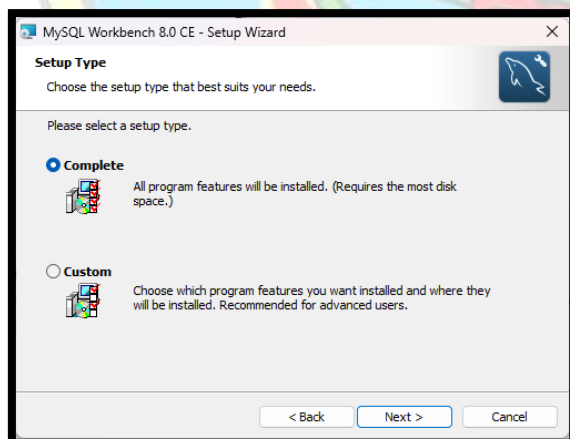 MySQL Workbench 8.0 CE - Setup Wizard
Setup Type
Choose the setup type that best suits your needs.
Please select a setup type.
Complete
All program features will be installed. (Requires the most disk
space.)
Custom
Choose which program features you want installed and where they
will be installed. Recommended for advanced users.
< Back Next > Cancel